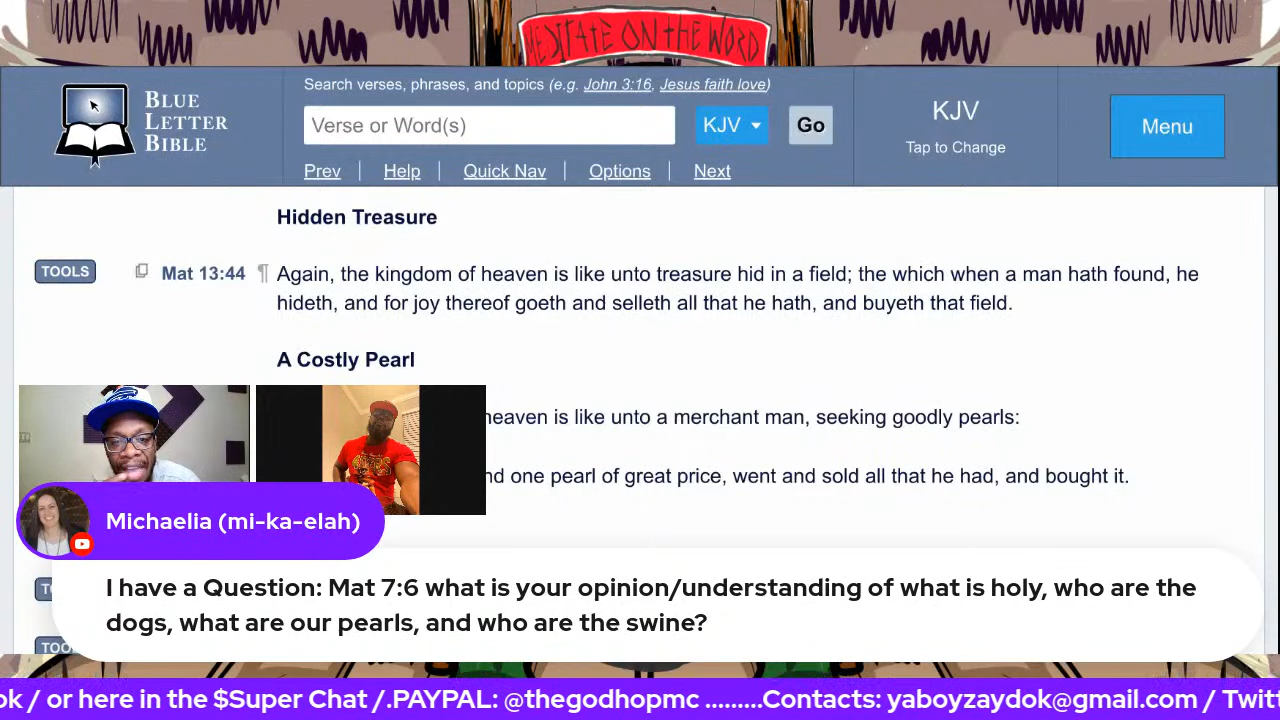 MEDITATE ON THE WORD
BLUE
LETTER
BIBLE
Search verses, phrases, and topics (e.g. John 3:16, Jesus faith love)
Verse or Word(s)
KJV
Go
Prev
Help
Quick Nav
Options
Next
KJV
Tap to Change
Menu
Hidden Treasure
TOOLS
Mat 13:44
¶
Again, the kingdom of heaven is like unto treasure hid in a field; the which when a man hath found, he
hideth, and for joy thereof goeth and selleth all that he hath, and buyeth that field.
A Costly Pearl
heaven is like unto a merchant man, seeking goodly pearls:
nd one pearl of great price, went and sold all that he had, and bought it.
Michaelia (mi-ka-elah)
I have a Question: Mat 7:6 what is your opinion/understanding of what is holy, who are the
dogs, what are our pearls, and who are the swine?
ok / or here in the $Super Chat /.PAYPAL: @thegodhopmc .........Contacts: yaboyzaydok@gmail.com / Twitt